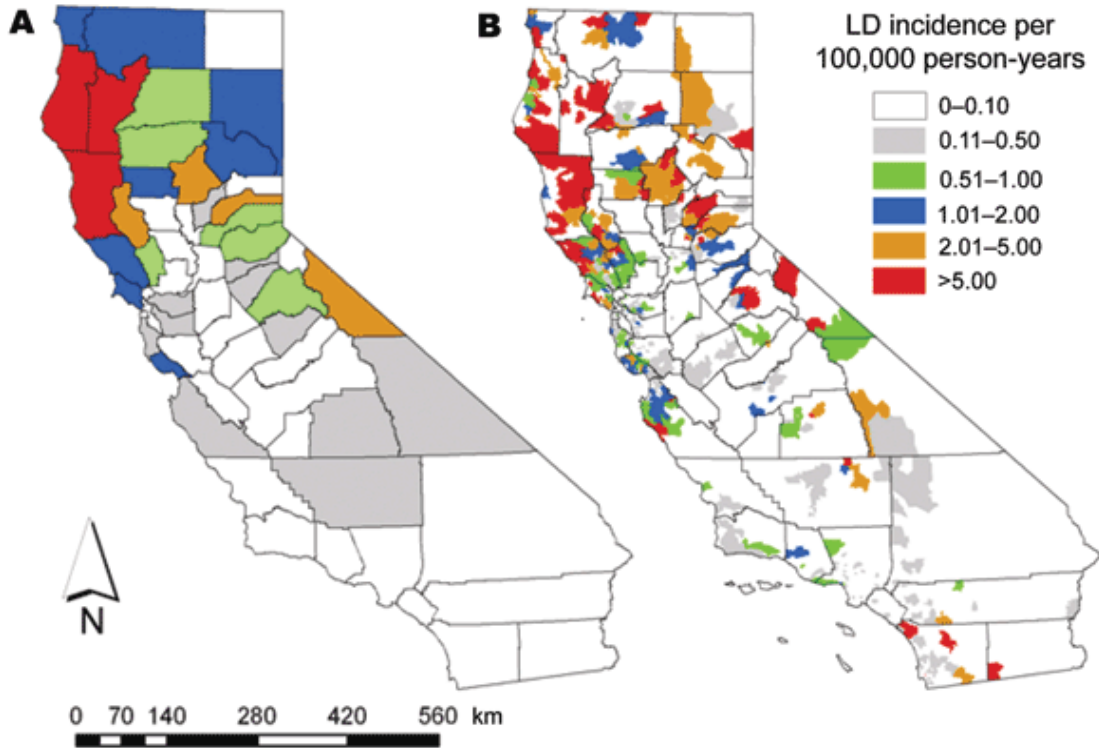 A
B
LD incidence per
100,000 person-years
0–0.10
0.11–0.50
0.51–1.00
1.01–2.00
2.01–5.00
>5.00
N
0 70 140 280 420 560 km